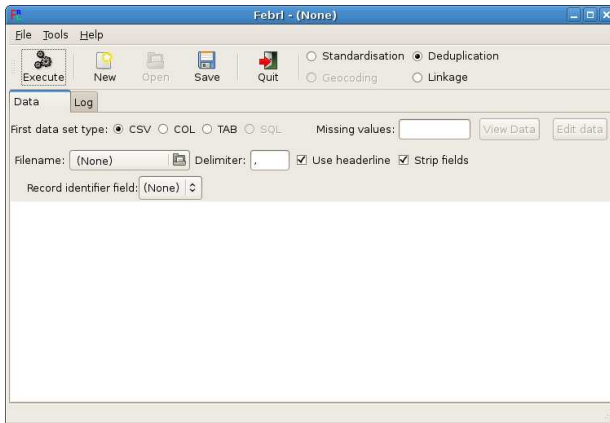 Febrl - (None)
File Tools Help
Execute New Open Save Quit
Standardisation Deduplication
Geocoding Linkage
Data Log
First data set type: CSV COL TAB SQL Missing values: View Data Edit data
Filename: (None) Delimiter: , Use headerline Strip fields
Record identifier field: (None)